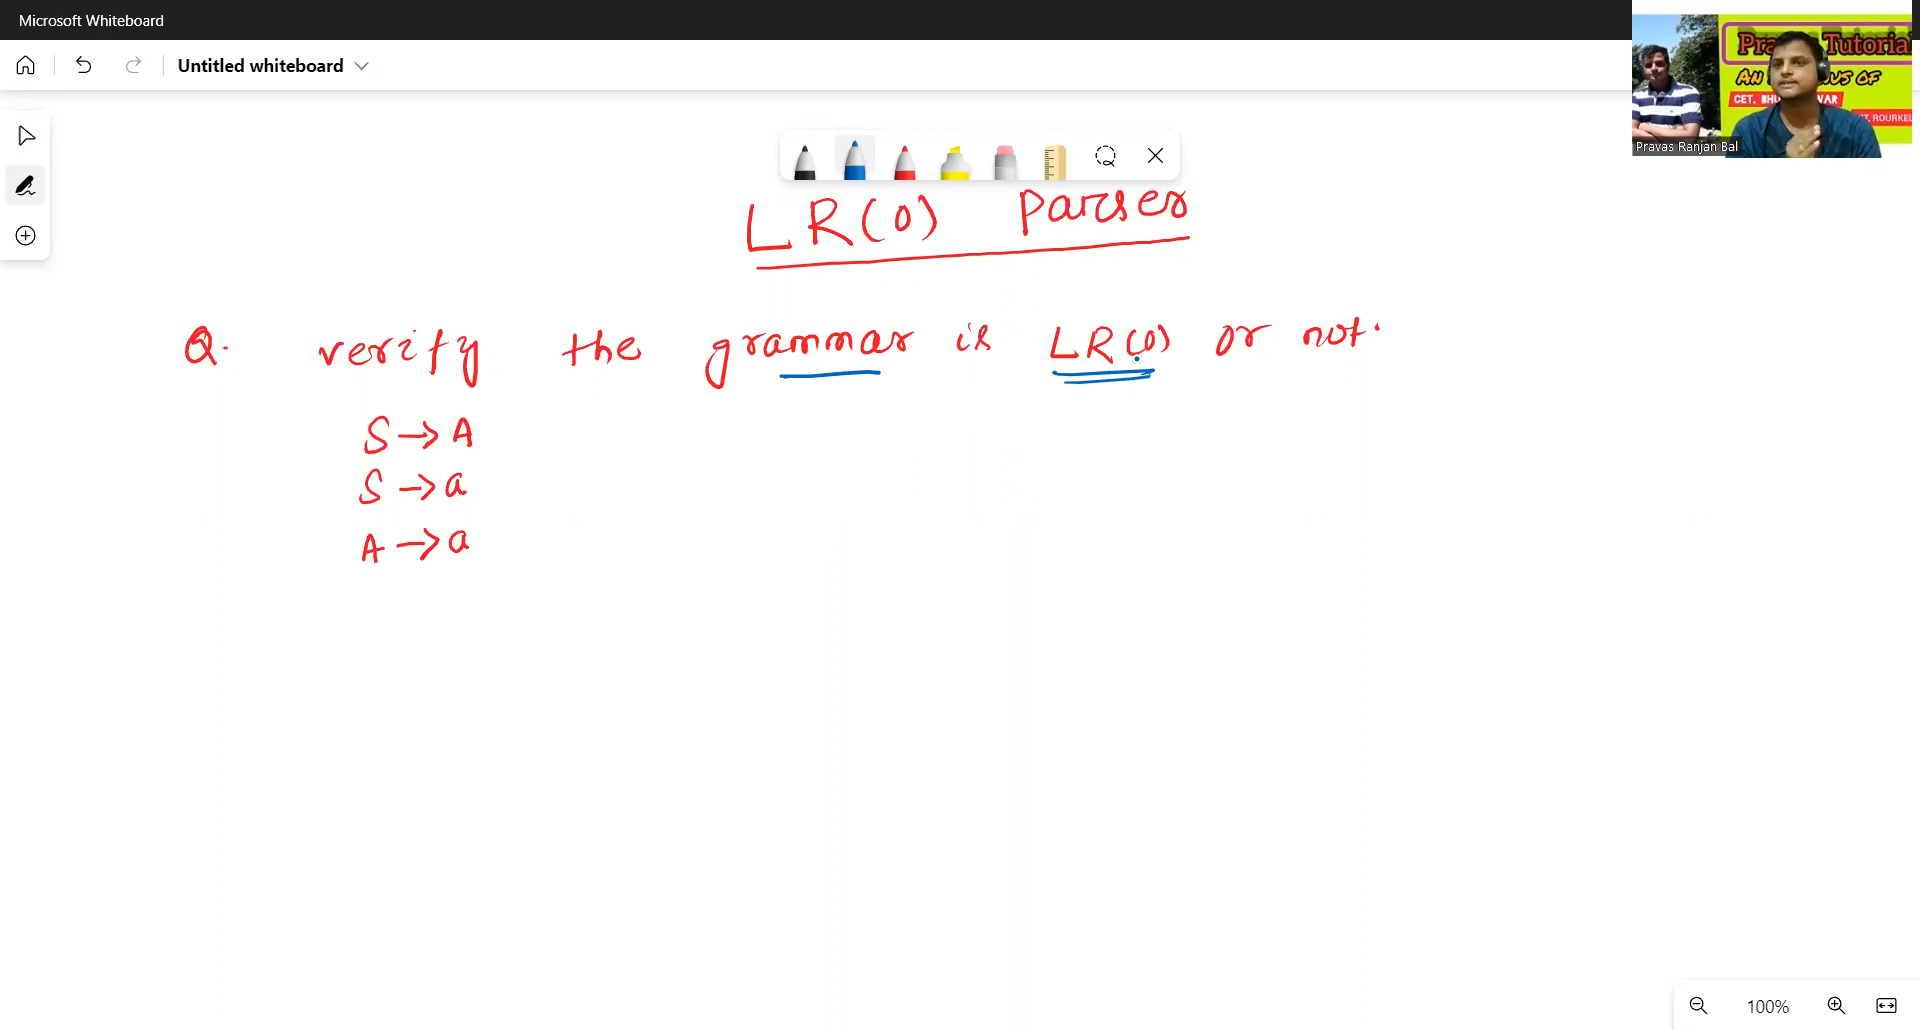 Microsoft Whiteboard
Untitled whiteboard
Pravas Ranjan Bal
LR(0) Parser
Q. verify the grammar is LR(0) or not.
S → A
S → a
A → a
100%